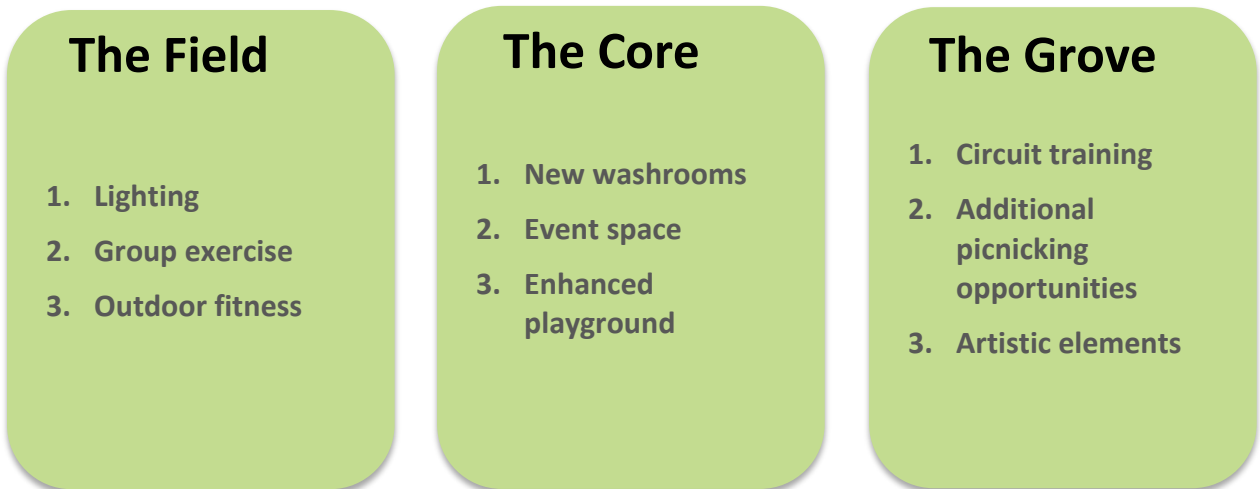 The Field
1. Lighting
2. Group exercise
3. Outdoor fitness
The Core
1. New washrooms
2. Event space
3. Enhanced
playground
The Grove
1. Circuit training
2. Additional
picnicking
opportunities
3. Artistic elements